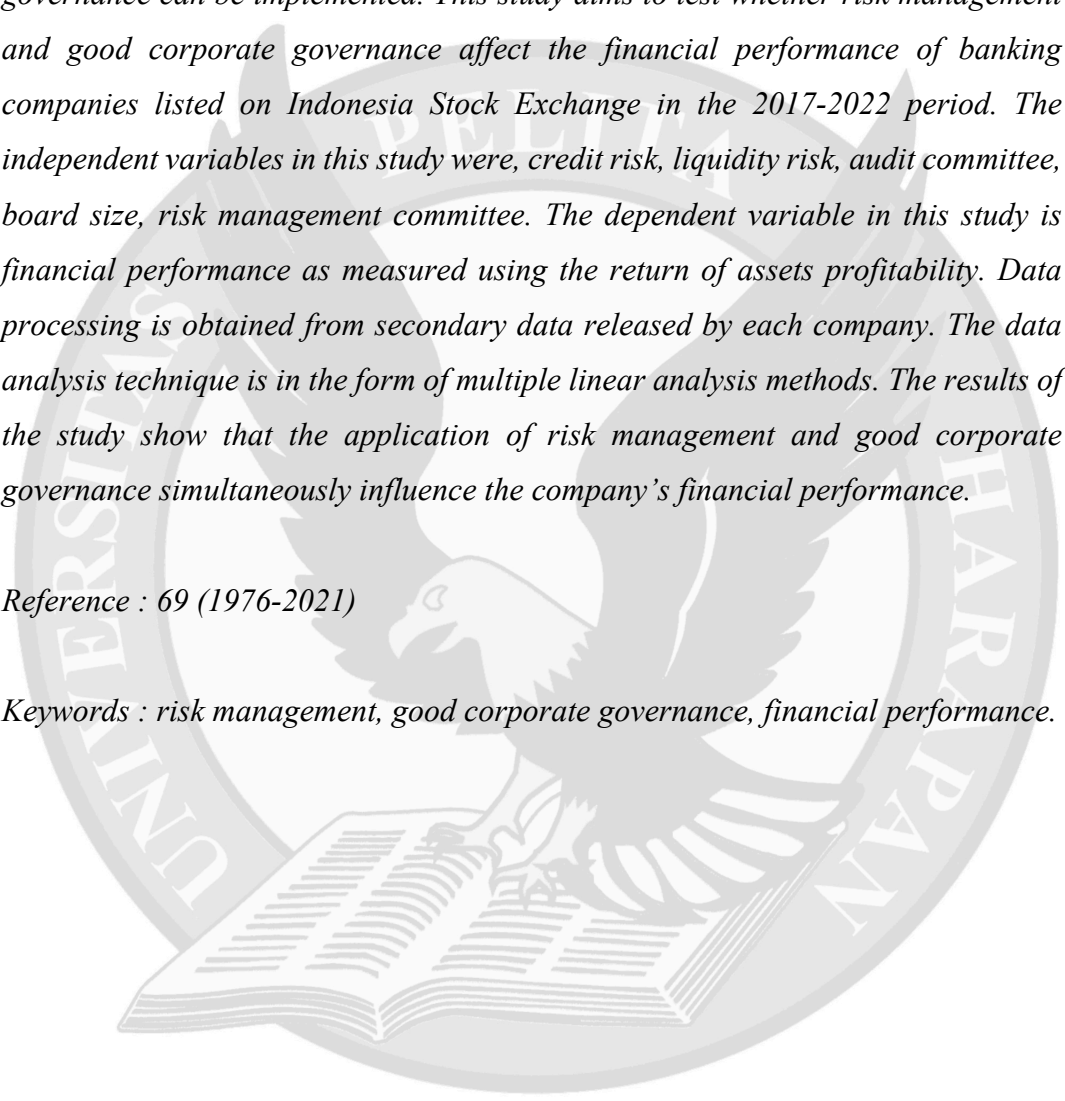 governance can be implemented. This study aims to test whether risk management
and good corporate governance affect the financial performance of banking
companies listed on Indonesia Stock Exchange in the 2017-2022 period. The
independent variables in this study were, credit risk, liquidity risk, audit committee,
board size, risk management committee. The dependent variable in this study is
financial performance as measured using the return of assets profitability. Data
processing is obtained from secondary data released by each company. The data
analysis technique is in the form of multiple linear analysis methods. The results of
the study show that the application of risk management and good corporate
governance simultaneously influence the company’s financial performance.
Reference : 69 (1976-2021)
Keywords : risk management, good corporate governance, financial performance.
UNIVERSITAS
PELITA
HARAPAN